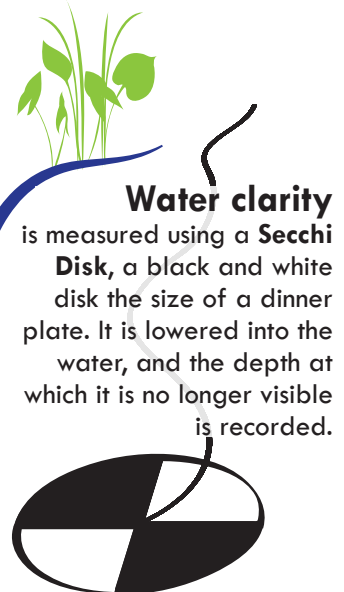 Water clarity
is measured using a Secchi
Disk, a black and white
disk the size of a dinner
plate. It is lowered into the
water, and the depth at
which it is no longer visible
is recorded.